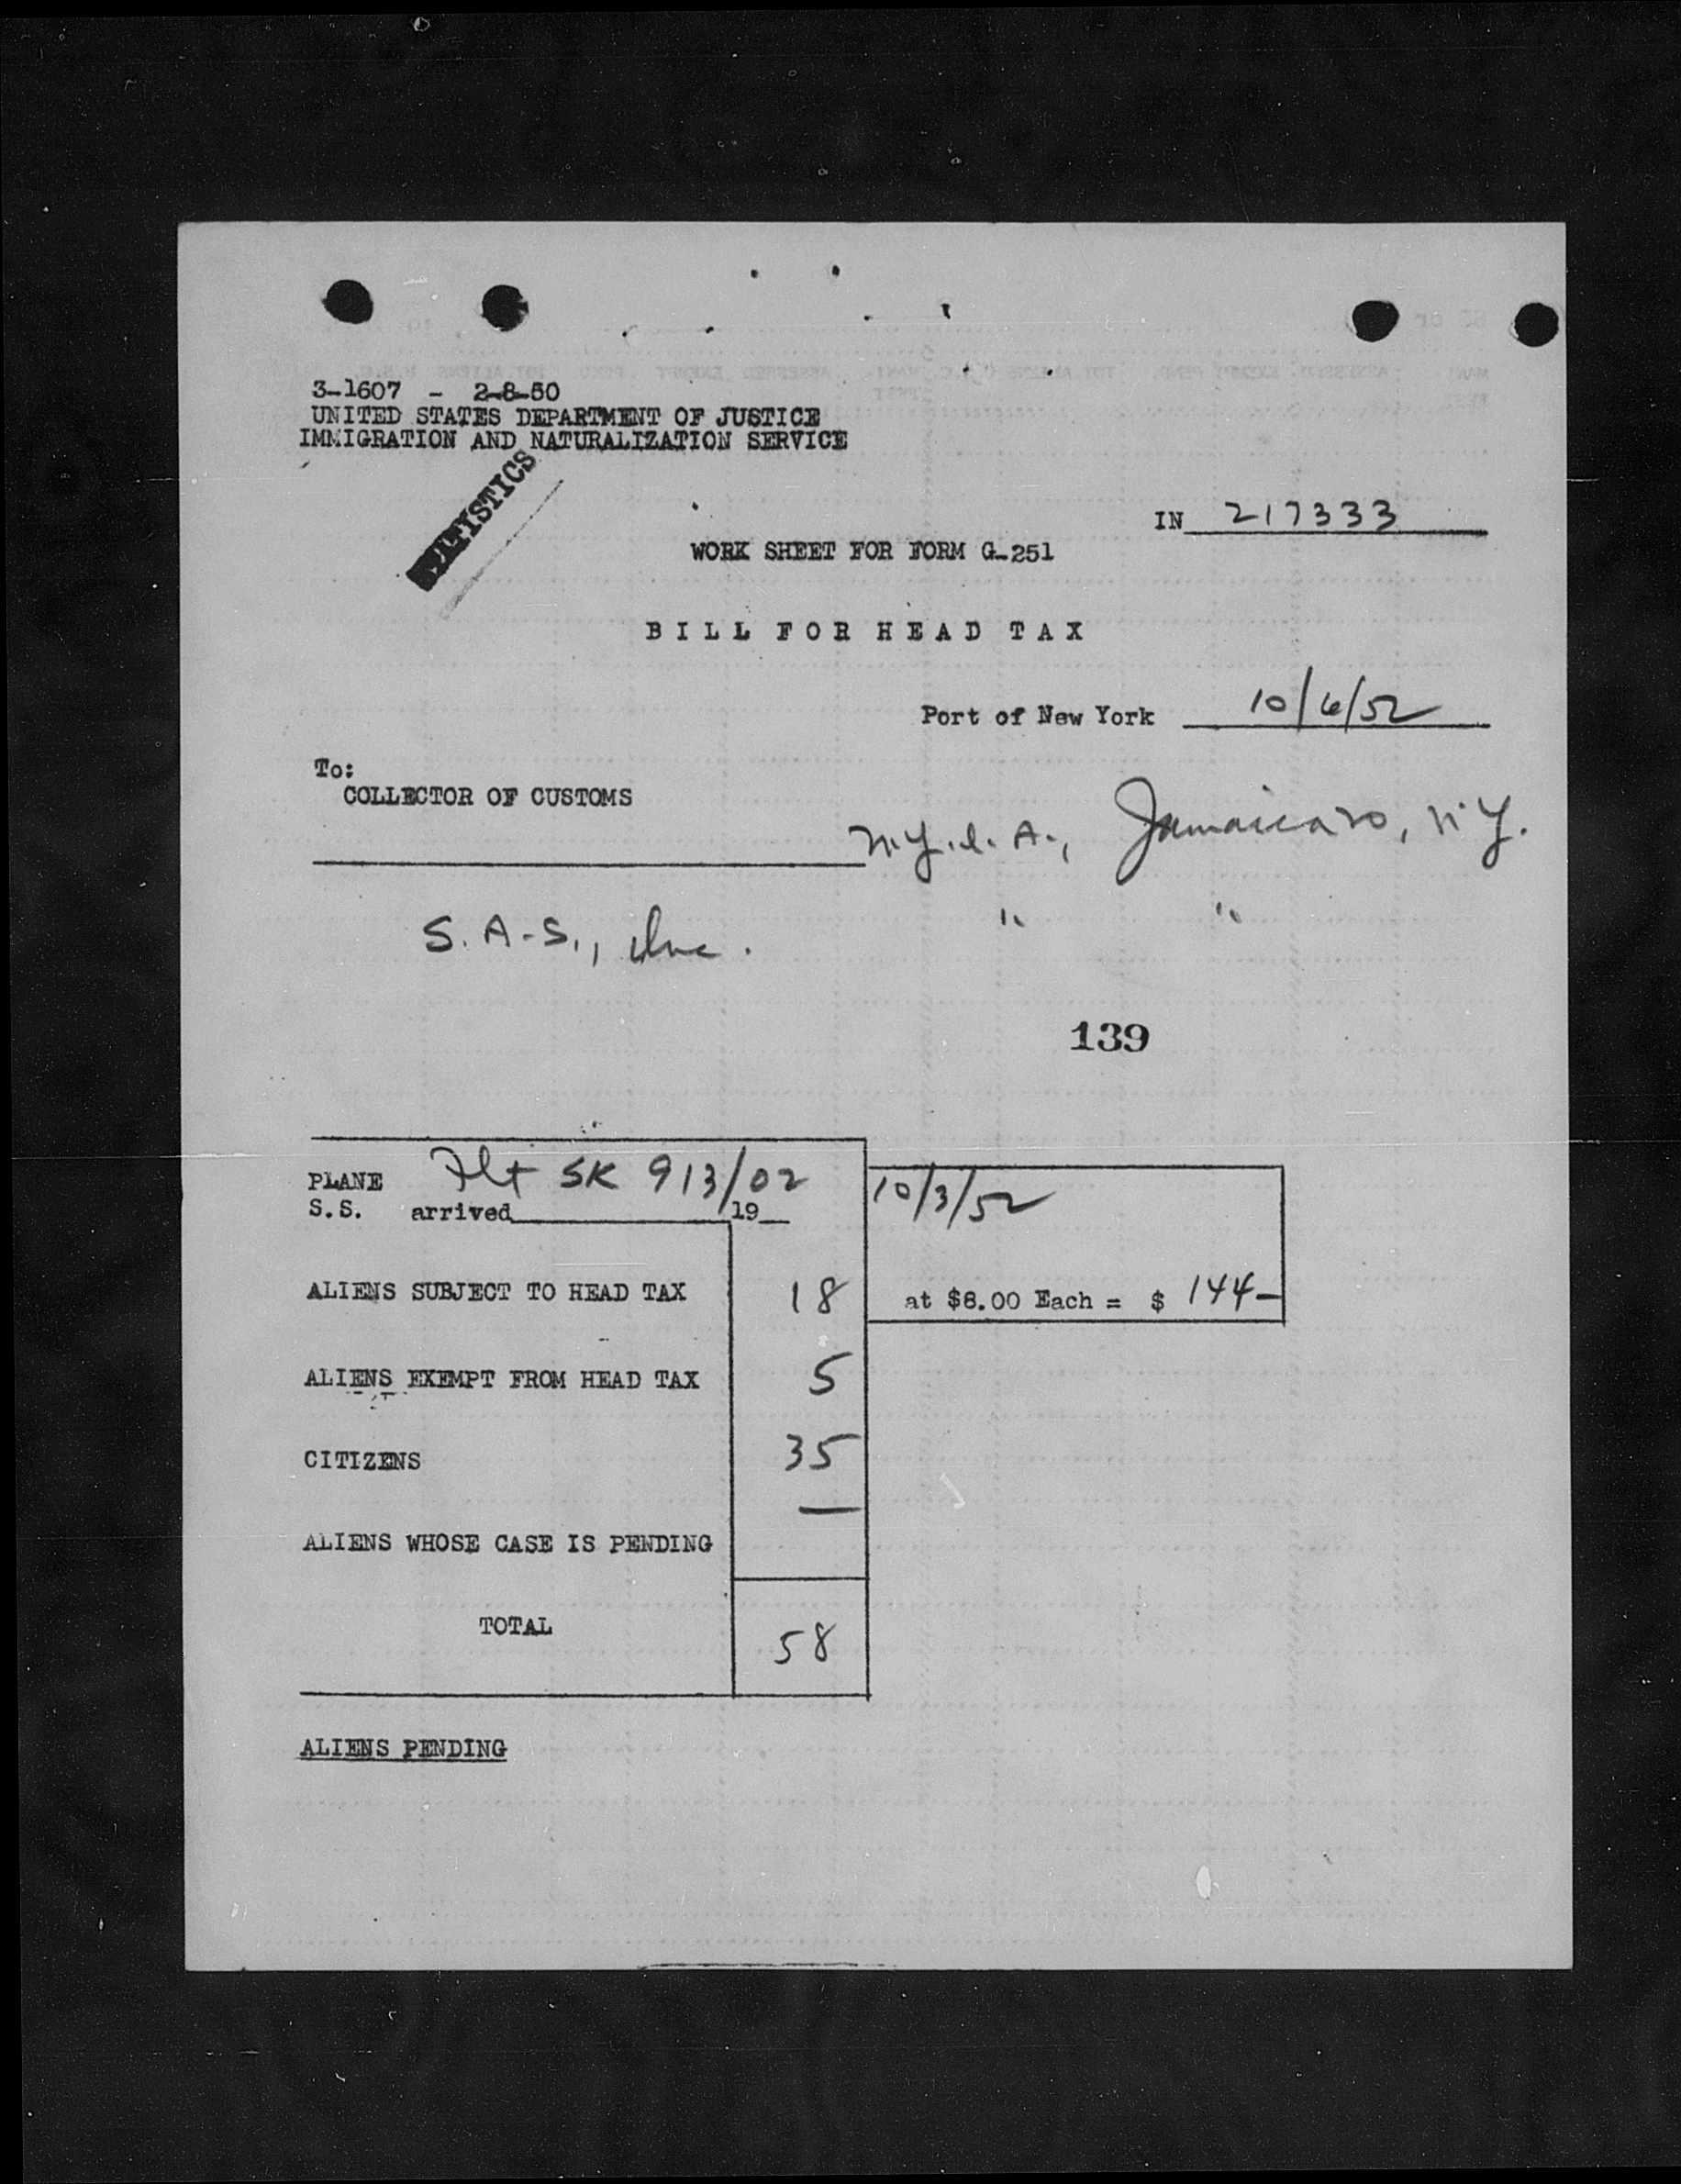 3-1607 - 2-8-50
UNITED STATES DEPARTMENT OF JUSTICE
IMMIGRATION AND NATURALIZATION SERVICE
STATISTICS
IN 217333
WORK SHEET FOR FORM G-251
BILL FOR HEAD TAX
Port of New York 10/6/52
To:
COLLECTOR OF CUSTOMS
N.Y.I.A., Jamaica 30, N.Y.
S.A.S., Inc. " "
139
PLANE Flt SK 913/02 10/3/52
S.S. arrived 19
ALIENS SUBJECT TO HEAD TAX 18 at $8.00 Each = $ 144-
ALIENS EXEMPT FROM HEAD TAX 5
CITIZENS 35
—
ALIENS WHOSE CASE IS PENDING
TOTAL 58
ALIENS PENDING